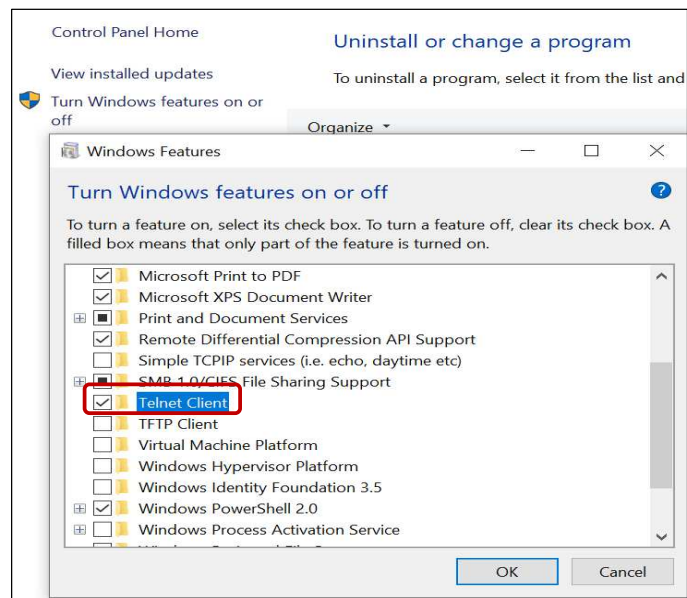 Control Panel Home
Uninstall or change a program
View installed updates
To uninstall a program, select it from the list and
Turn Windows features on or
off
Organize
Windows Features
Turn Windows features on or off
To turn a feature on, select its check box. To turn a feature off, clear its check box. A
filled box means that only part of the feature is turned on.
Microsoft Print to PDF
Microsoft XPS Document Writer
Print and Document Services
Remote Differential Compression API Support
Simple TCPIP services (i.e. echo, daytime etc)
SMB 1.0/CIFS File Sharing Support
Telnet Client
TFTP Client
Virtual Machine Platform
Windows Hypervisor Platform
Windows Identity Foundation 3.5
Windows PowerShell 2.0
Windows Process Activation Service
OK
Cancel